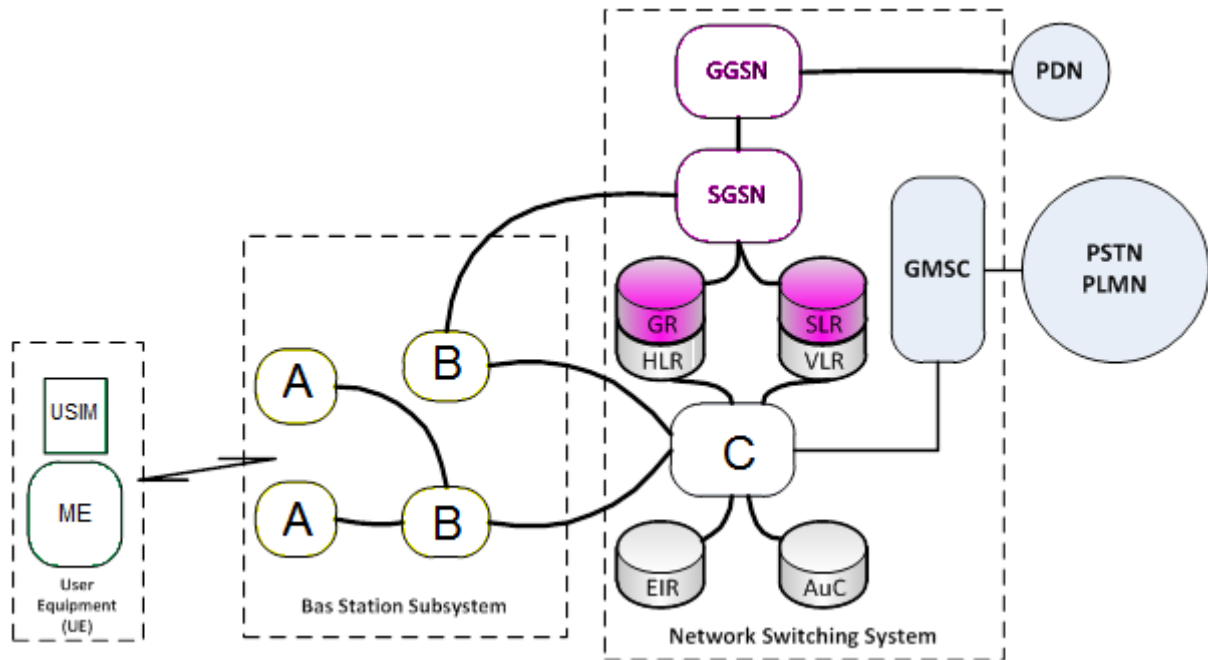 GGSN
PDN
SGSN
GMSC
PSTN
PLMN
GR
HLR
SLR
VLR
A
B
A
B
C
USIM
ME
User
Equipment
(UE)
EIR
AuC
Bas Station Subsystem
Network Switching System